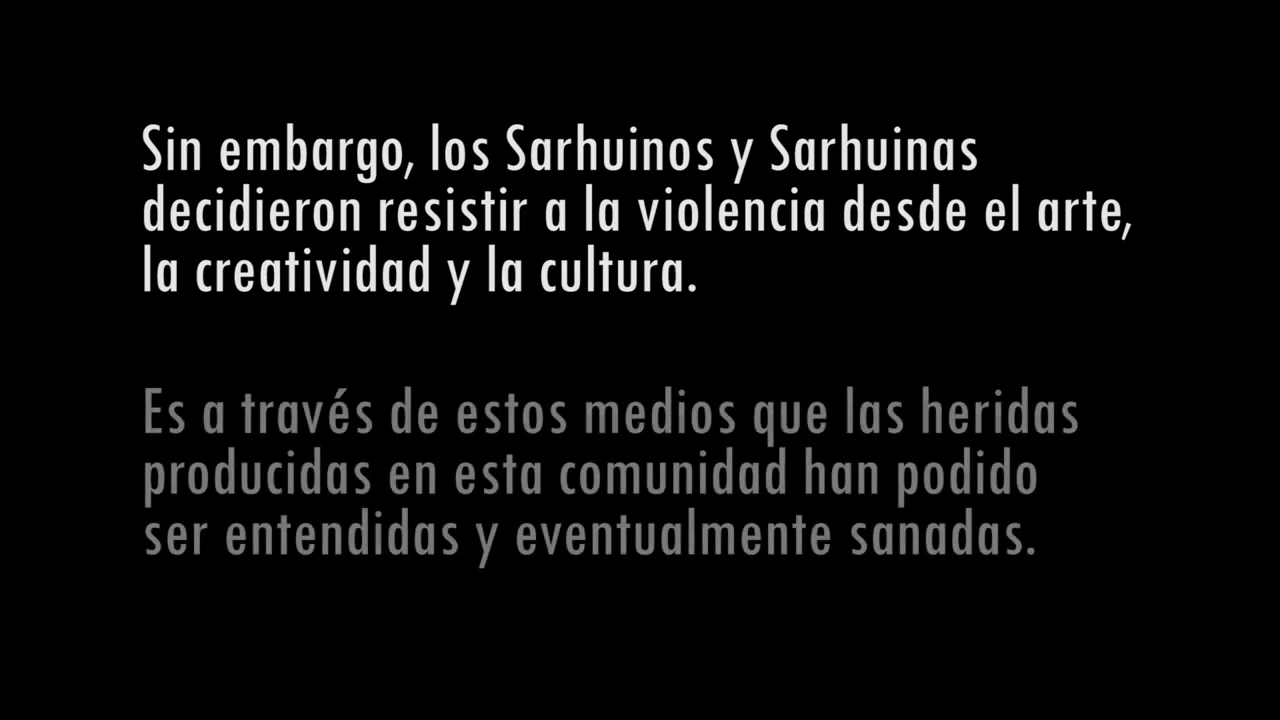 Sin embargo, los Sarhuinos y Sarhuinas
decidieron resistir a la violencia desde el arte,
la creatividad y la cultura.
Es a través de estos medios que las heridas
producidas en esta comunidad han podido
ser entendidas y eventualmente sanadas.